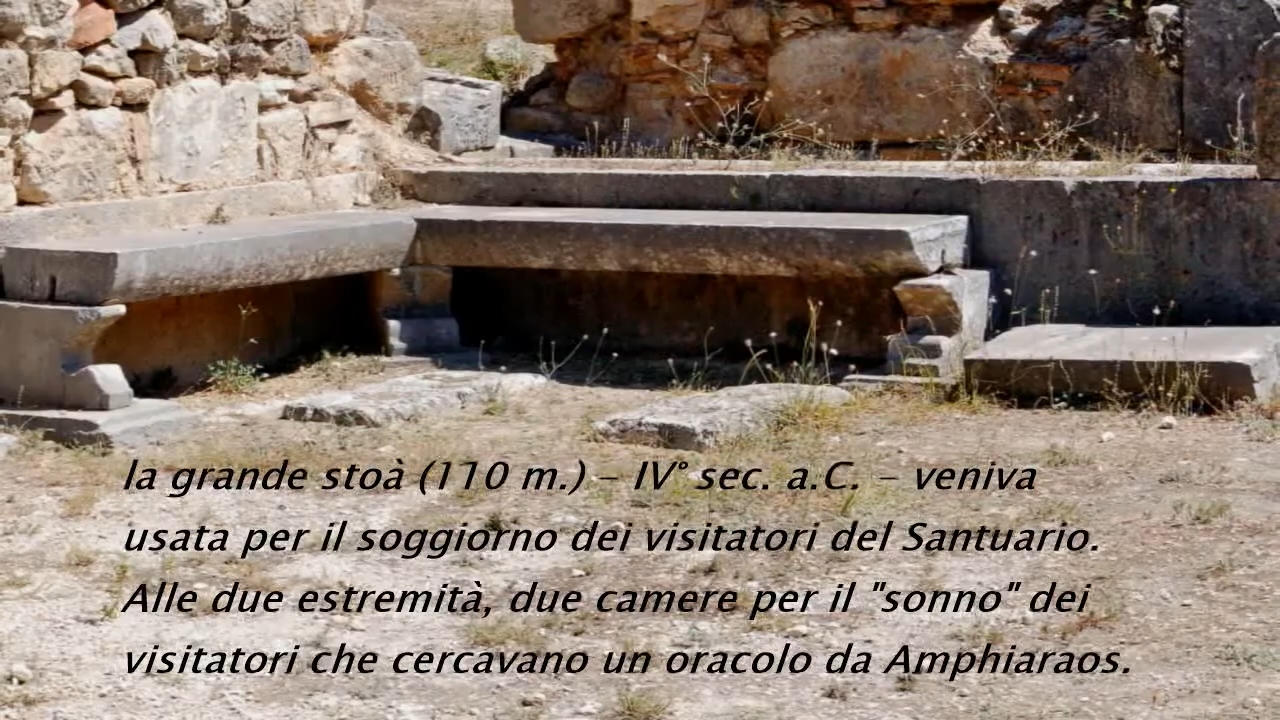 la grande stoà (110 m.) – IV° sec. a.C. – veniva
usata per il soggiorno dei visitatori del Santuario.
Alle due estremità, due camere per il "sonno" dei
visitatori che cercavano un oracolo da Amphiaraos.